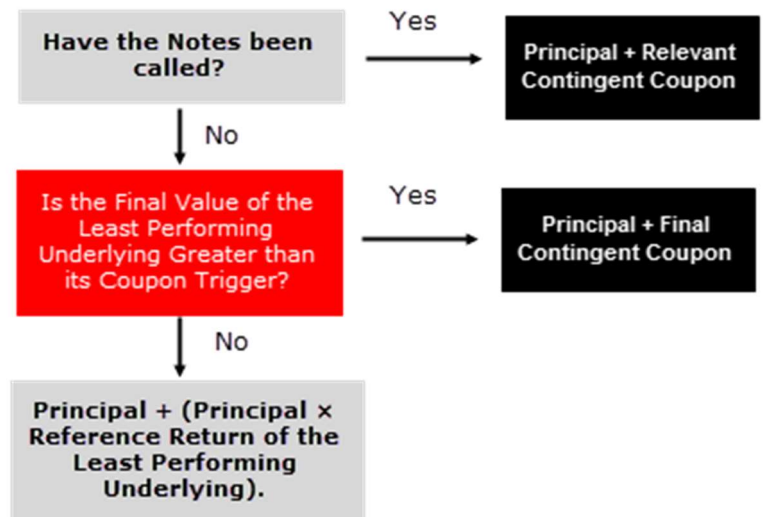 Have the Notes been
called?
Yes
Principal + Relevant
Contingent Coupon
No
Is the Final Value of the
Least Performing
Underlying Greater than
its Coupon Trigger?
Yes
Principal + Final
Contingent Coupon
No
Principal + (Principal ×
Reference Return of the
Least Performing
Underlying).